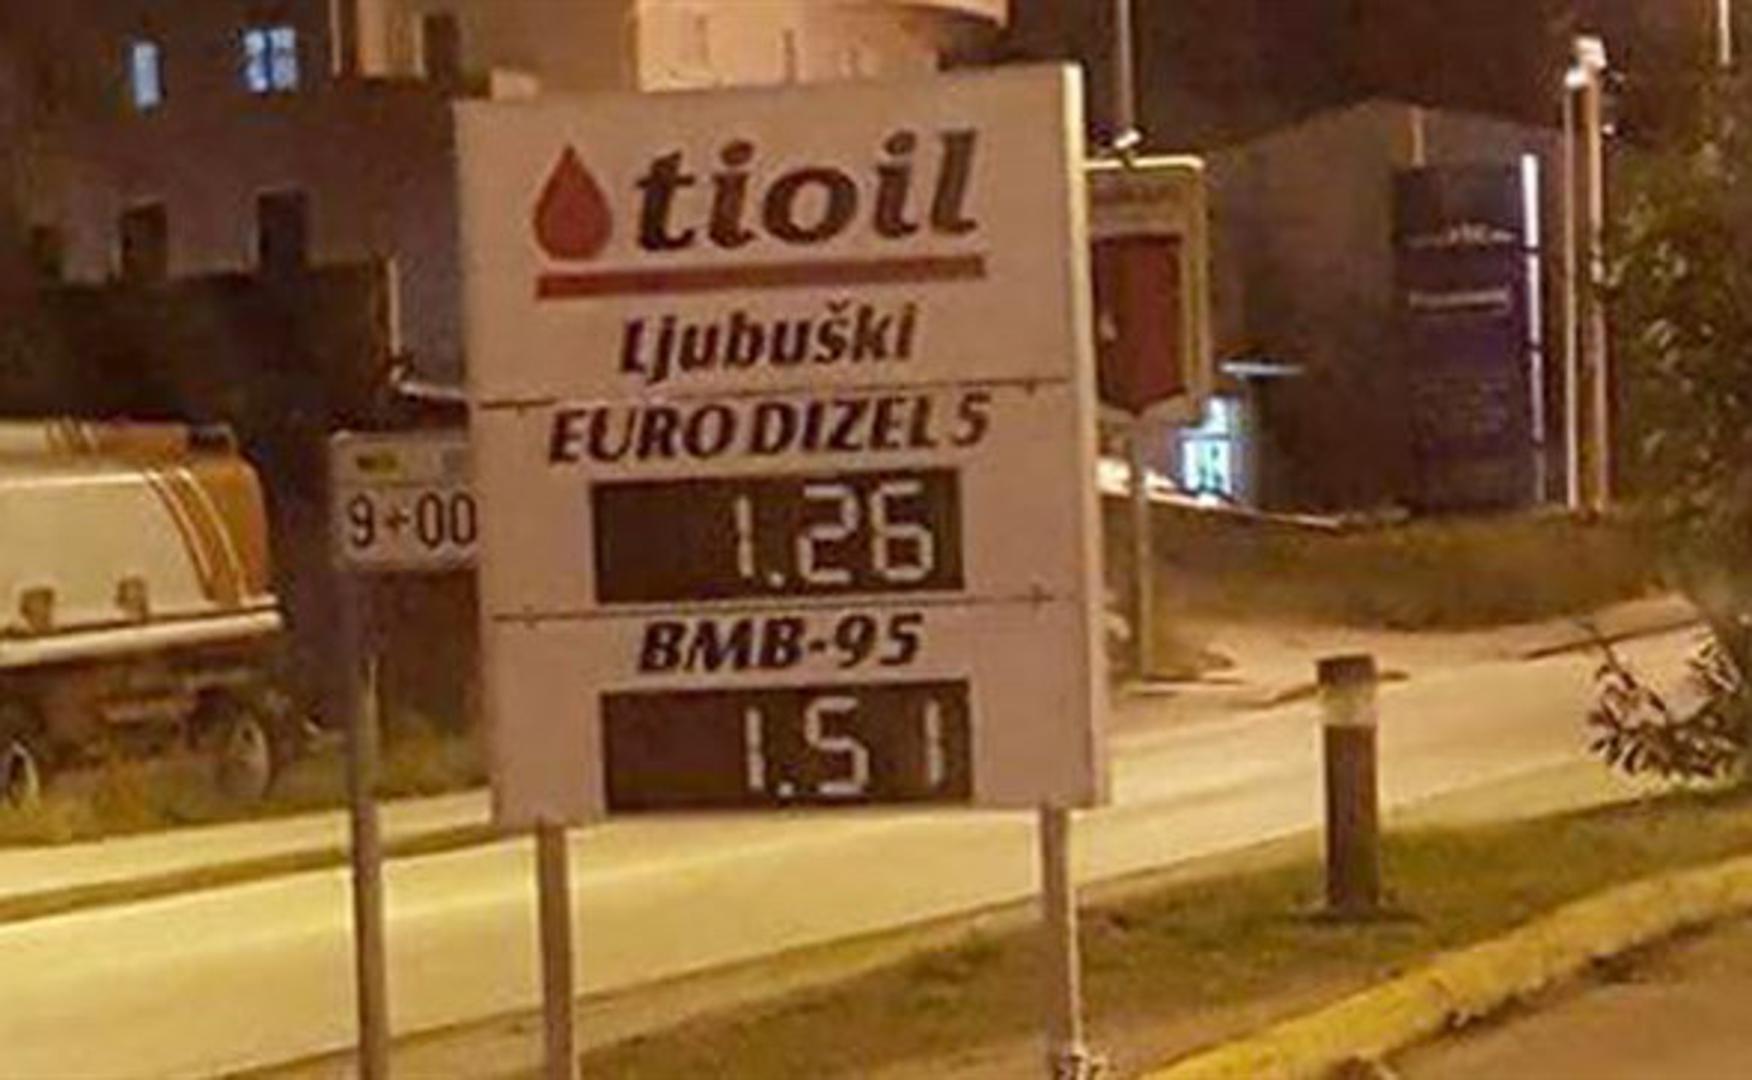 tioil
Ljubuški
EURO DIZEL 5
1.26
BMB-95
1.51
9+00